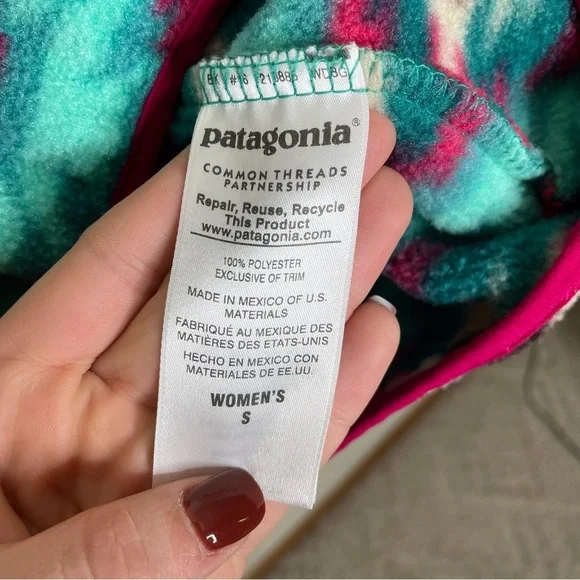 #16
patagonia®
COMMON THREADS
PARTNERSHIP
Repair, Reuse, Recycle
This Product
www.patagonia.com
100% POLYESTER
EXCLUSIVE OF TRIM
MADE IN MEXICO OF U.S.
MATERIALS
FABRIQUÉ AU MEXIQUE DES
MATIÈRES DES ETATS-UNIS
HECHO EN MEXICO CON
MATERIALES DE EE.UU.
WOMEN'S
S